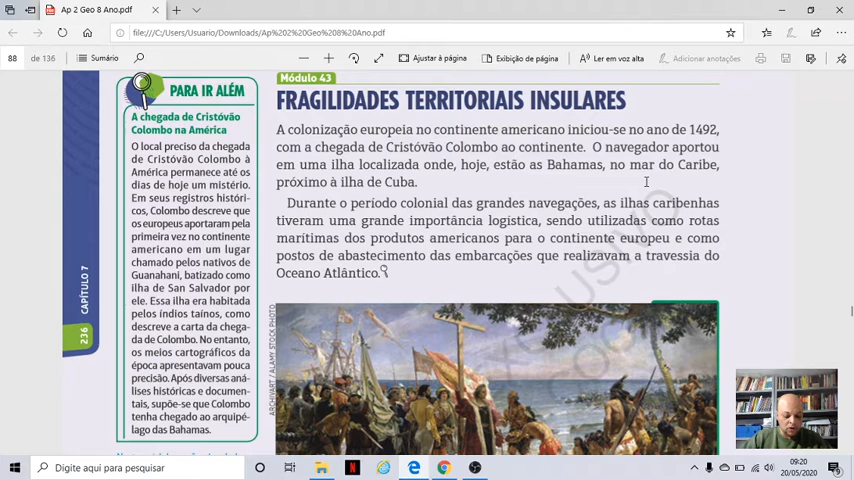 Ap 2 Geo 8 Ano.pdf
file:///C:/Users/Usuario/Downloads/Ap%202%20Geo%208%20Ano.pdf
88 de 136
Sumário
Ajustar à página
Exibição de página
Ler em voz alta
Adicionar anotações
PARA IR ALÉM
A chegada de Cristóvão
Colombo na América
O local preciso da chegada
de Cristóvão Colombo à
América permanece até os
dias de hoje um mistério.
Em seus registros históri-
cos, Colombo descreve que
os europeus aportaram pela
primeira vez no continente
americano em um lugar
chamado pelos nativos de
Guanahani, batizado como
ilha de San Salvador por
ele. Essa ilha era habitada
pelos índios taínos, como
descreve a carta da chega-
da de Colombo. No entanto,
os meios cartográficos da
época apresentavam pouca
precisão. Após diversas aná-
lises históricas e documen-
tais, supõe-se que Colombo
tenha chegado ao arquipé-
lago das Bahamas.
CAPÍTULO 7
236
Módulo 43
FRAGILIDADES TERRITORIAIS INSULARES
A colonização europeia no continente americano iniciou-se no ano de 1492,
com a chegada de Cristóvão Colombo ao continente. O navegador aportou
em uma ilha localizada onde, hoje, estão as Bahamas, no mar do Caribe,
próximo à ilha de Cuba.
Durante o período colonial das grandes navegações, as ilhas caribenhas
tiveram uma grande importância logística, sendo utilizadas como rotas
marítimas dos produtos americanos para o continente europeu e como
postos de abastecimento das embarcações que realizavam a travessia do
Oceano Atlântico.
ARCHIVART / ALAMY STOCK PHOTO
Digite aqui para pesquisar
09:20
20/05/2020